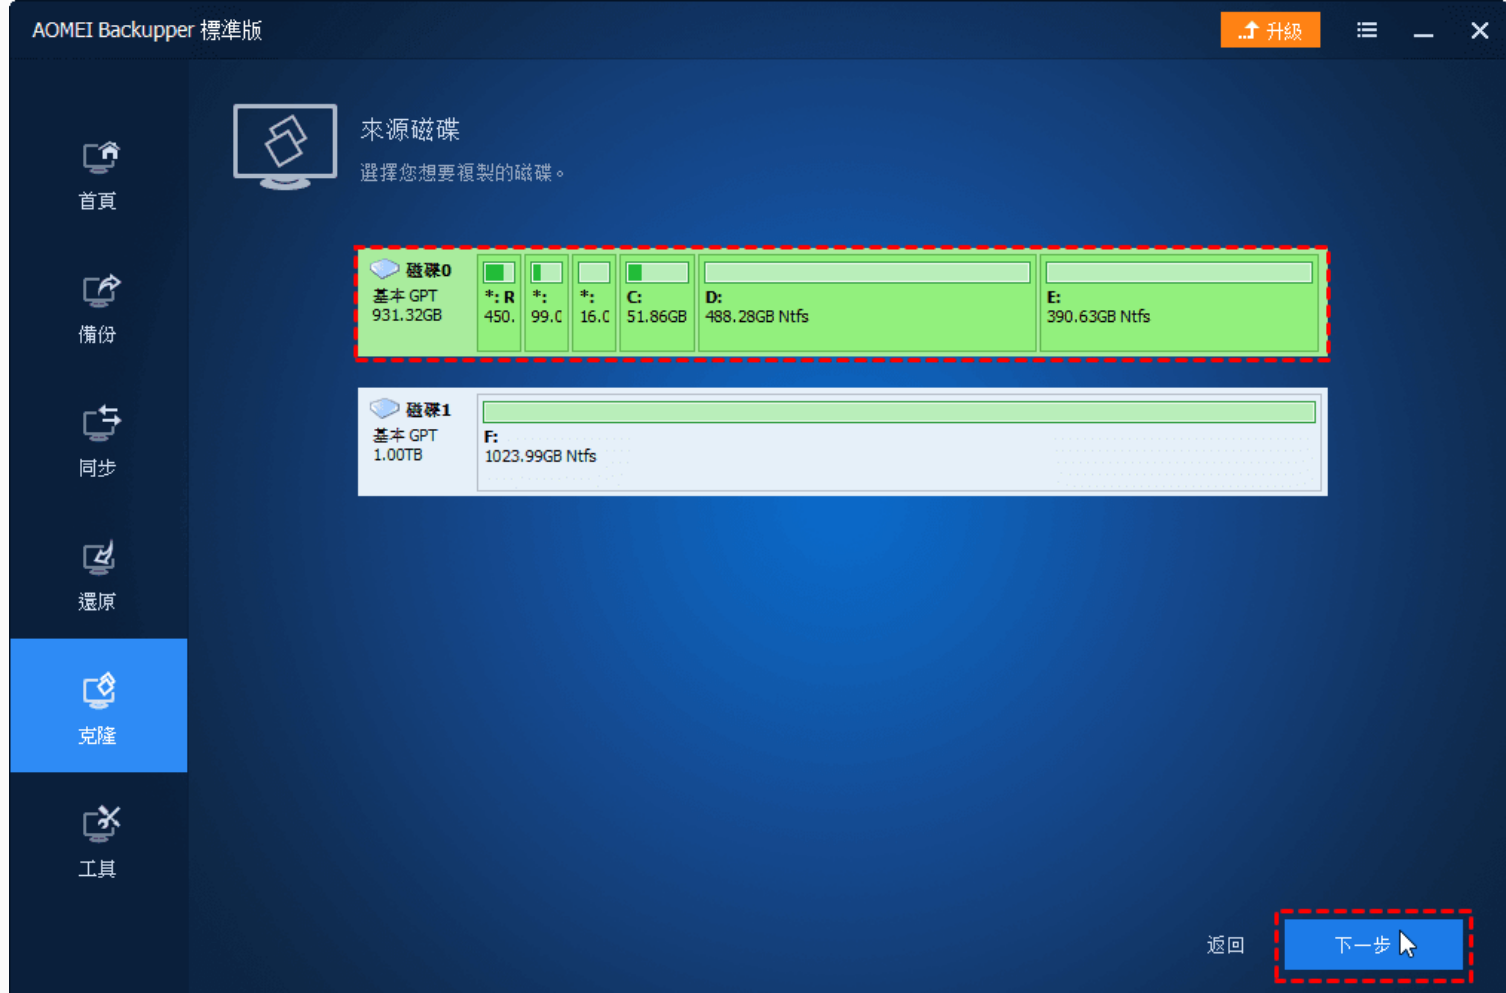 AOMEI Backupper 標準版
升級
首頁
備份
同步
還原
克隆
工具
來源磁碟
選擇您想要複製的磁碟。
磁碟0
基本 GPT
931.32GB
*: R
450.
*:
99.0
*:
16.0
C:
51.86GB
D:
488.28GB Ntfs
E:
390.63GB Ntfs
磁碟1
基本 GPT
1.00TB
F:
1023.99GB Ntfs
返回
下一步